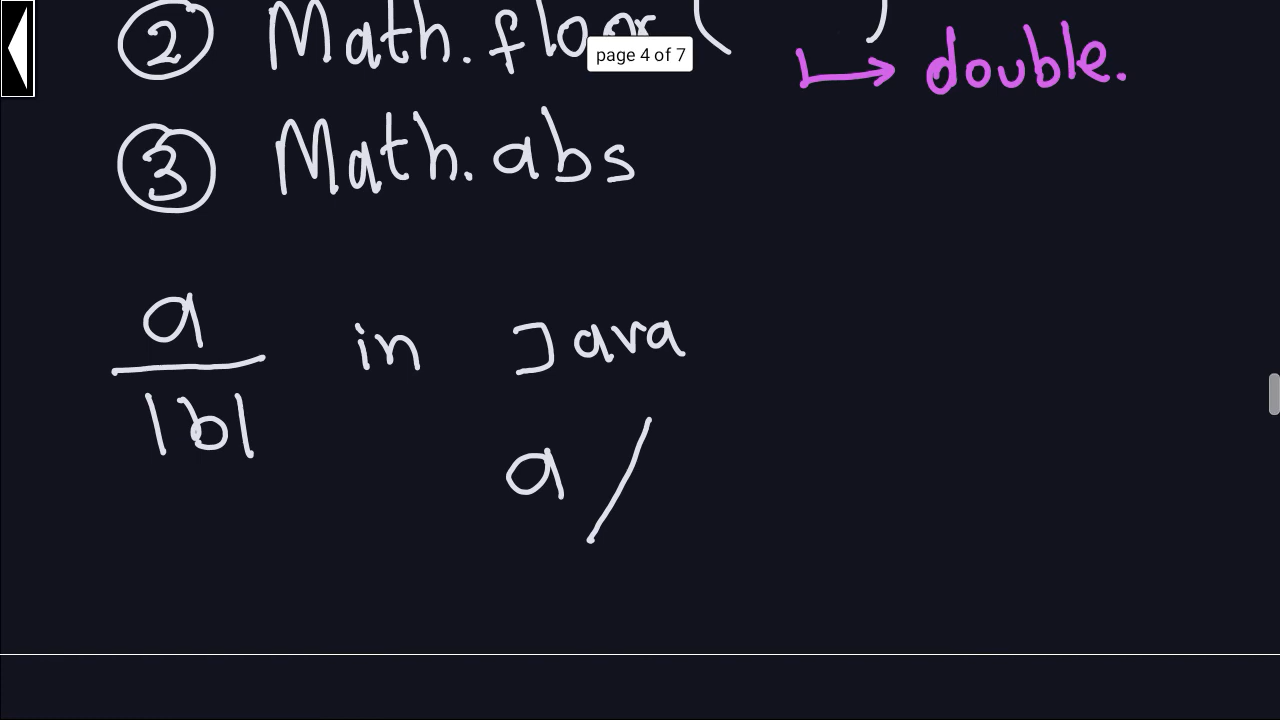 ② Math.floor( )
page 4 of 7
↳ double.
③ Math.abs
a
in Java
|b|
a /